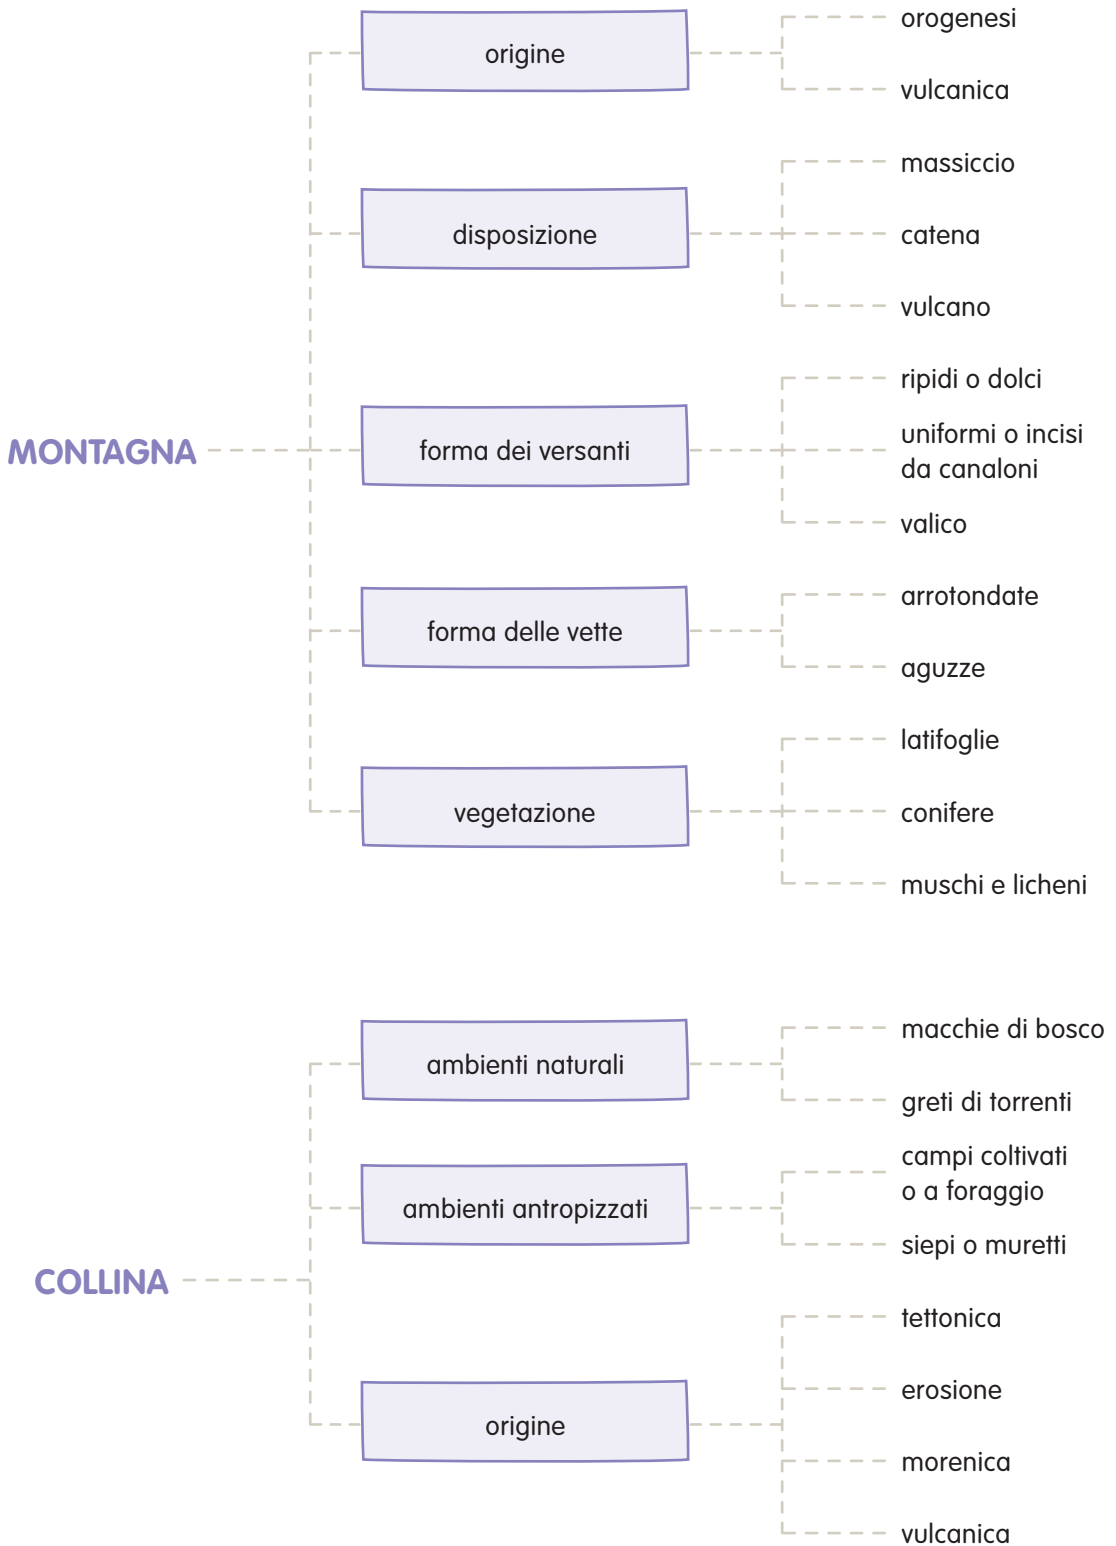 MONTAGNA
origine
orogenesi
vulcanica
disposizione
massiccio
catena
vulcano
forma dei versanti
ripidi o dolci
uniformi o incisi
da canaloni
valico
forma delle vette
arrotondate
aguzze
vegetazione
latifoglie
conifere
muschi e licheni
COLLINA
ambienti naturali
macchie di bosco
greti di torrenti
ambienti antropizzati
campi coltivati
o a foraggio
siepi o muretti
origine
tettonica
erosione
morenica
vulcanica